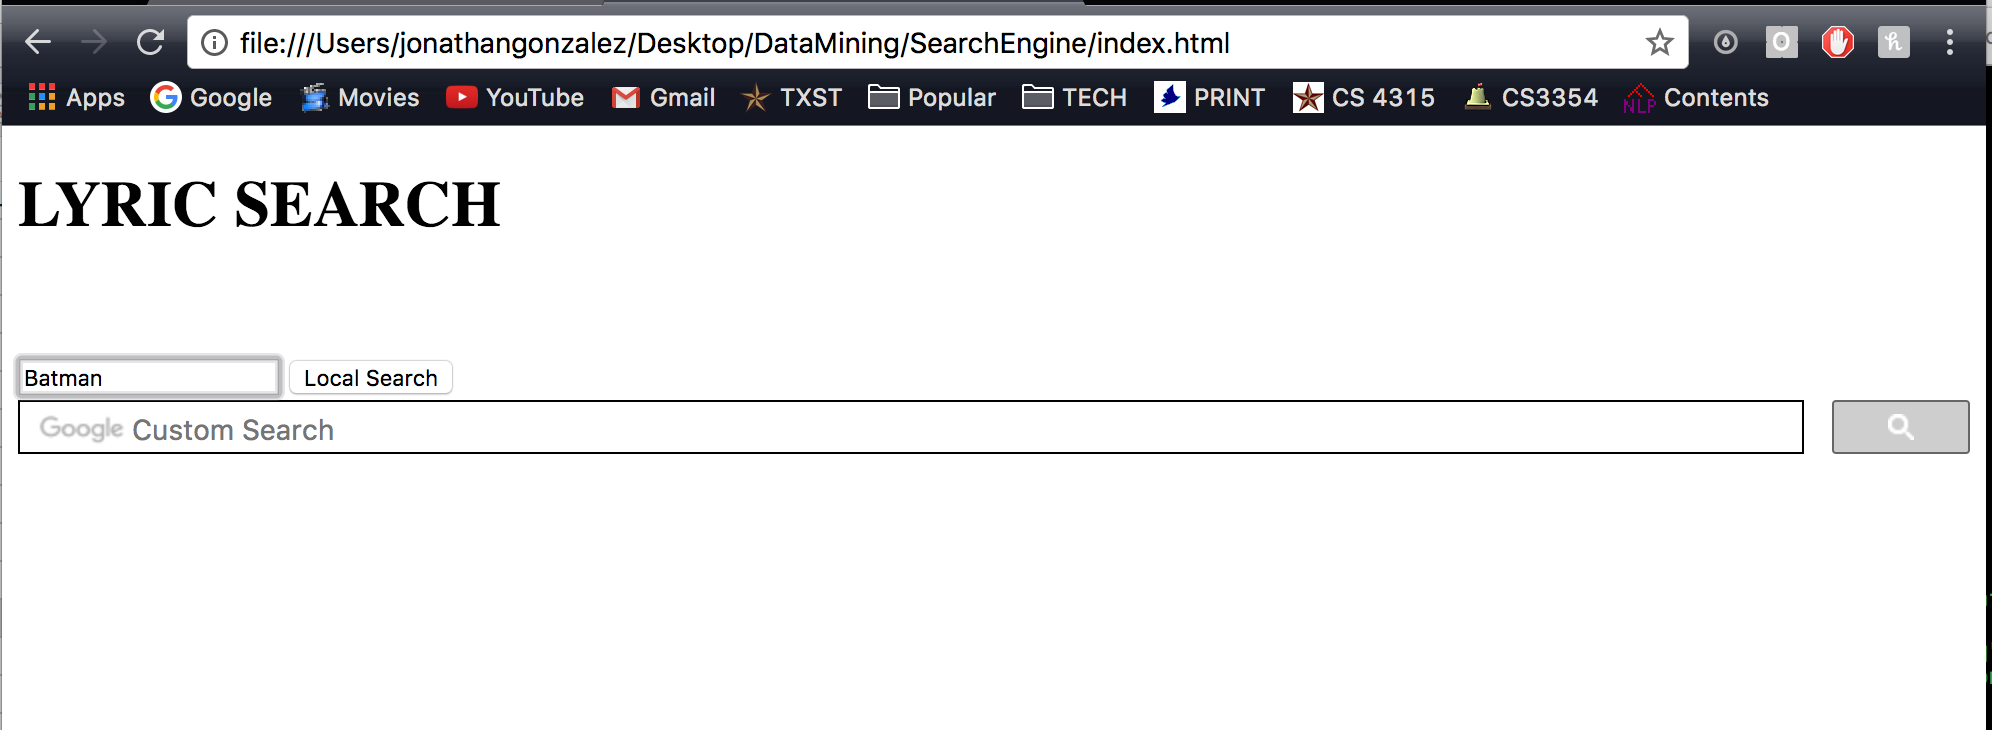 file:///Users/jonathangonzalez/Desktop/DataMining/SearchEngine/index.html
O h
Apps Google Movies YouTube Gmail TXST Popular TECH PRINT CS 4315 CS3354 NLP Contents
LYRIC SEARCH
Batman Local Search
Google Custom Search